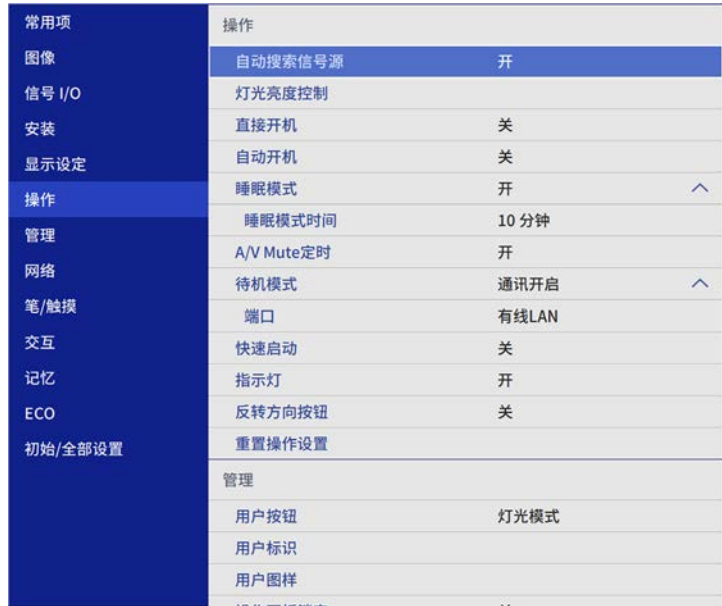 常用项
图像
信号 I/O
安装
显示设定
操作
管理
网络
笔/触摸
交互
记忆
ECO
初始/全部设置
操作
自动搜索信号源 开
灯光亮度控制
直接开机 关
自动开机 关
睡眠模式 开
睡眠模式时间 10 分钟
A/V Mute定时 开
待机模式 通讯开启
端口 有线LAN
快速启动 关
指示灯 开
反转方向按钮 关
重置操作设置
管理
用户按钮 灯光模式
用户标识
用户图样